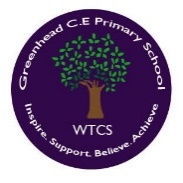 Greenhead C.E Primary School
WTCS
Inspire. Support. Believe. Achieve